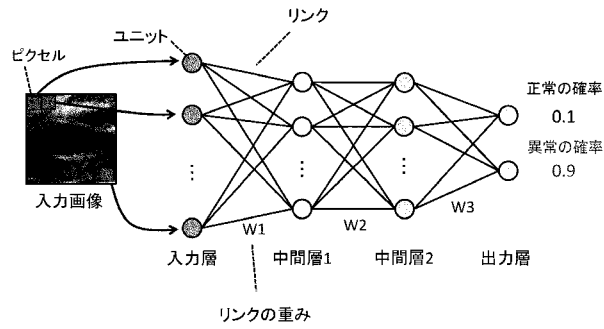 リンク
ユニット
ピクセル
正常の確率
0.1
異常の確率
0.9
入力画像
W1
W2
W3
入力層
中間層1
中間層2
出力層
リンクの重み